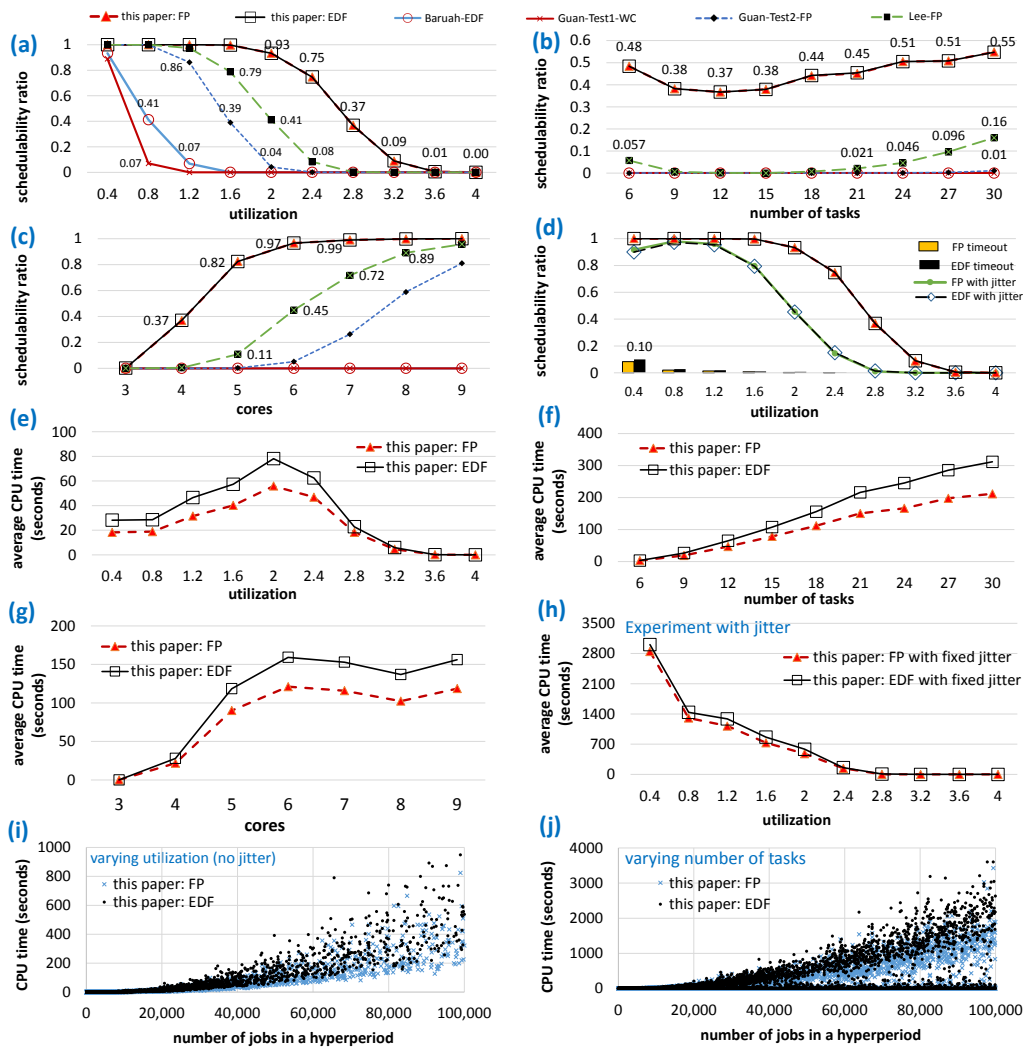 this paper: FP this paper: EDF Baruah-EDF Guan-Test1-WC Guan-Test2-FP Lee-FP
(a)
schedulability ratio
1
0.8
0.6
0.4
0.2
0
0.93
0.75
0.86
0.79
0.41
0.39
0.41
0.37
0.07
0.07
0.04
0.08
0.09
0.01
0.00
0.4 0.8 1.2 1.6 2.0 2.4 2.8 3.2 3.6 4
utilization
(b)
schedulability ratio
0.6
0.5
0.4
0.3
0.2
0.1
0
0.48 0.38 0.37 0.38 0.44 0.45 0.51 0.51 0.55
0.057 0.021 0.046 0.096 0.16
0.01
6 9 12 15 18 21 24 27 30
number of tasks
(c)
schedulability ratio
1
0.8
0.6
0.4
0.2
0
0.37
0.82
0.97
0.99
0.11
0.45
0.72
0.89
3 4 5 6 7 8 9
cores
(d)
schedulability ratio
1
0.8
0.6
0.4
0.2
0
FP timeout
EDF timeout
FP with jitter
EDF with jitter
0.10
0.4 0.8 1.2 1.6 2 2.4 2.8 3.2 3.6 4
utilization
(e)
average CPU time
(seconds)
100
80
60
40
20
0
this paper: FP
this paper: EDF
0.4 0.8 1.2 1.6 2 2.4 2.8 3.2 3.6 4
utilization
(f)
average CPU time
(seconds)
400
300
200
100
0
this paper: FP
this paper: EDF
6 9 12 15 18 21 24 27 30
number of tasks
(g)
average CPU time
(seconds)
200
150
100
50
0
this paper: FP
this paper: EDF
3 4 5 6 7 8 9
cores
(h)
Experiment with jitter
average CPU time
(seconds)
3500
2800
2100
1400
700
0
this paper: FP with fixed jitter
this paper: EDF with fixed jitter
0.4 0.8 1.2 1.6 2 2.4 2.8 3.2 3.6 4
utilization
(i)
CPU time (seconds)
1000
800
600
400
200
0
varying utilization (no jitter)
this paper: FP
this paper: EDF
0 20,000 40,000 60,000 80,000 100,000
number of jobs in a hyperperiod
(j)
CPU time (seconds)
4000
3000
2000
1000
0
varying number of tasks
this paper: FP
this paper: EDF
0 20,000 40,000 60,000 80,000 100,000
number of jobs in a hyperperiod